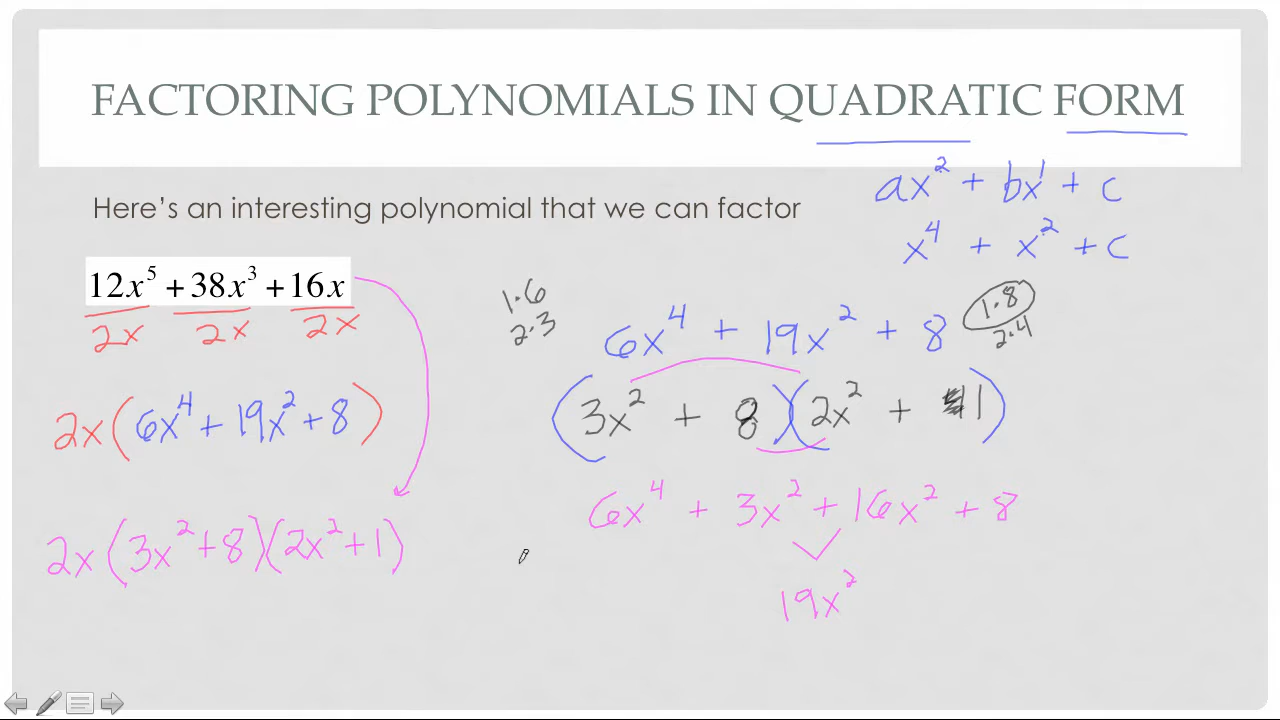 FACTORING POLYNOMIALS IN QUADRATIC FORM
ax² + bx¹ + c
Here's an interesting polynomial that we can factor
x⁴ + x² + c
12x⁵ + 38x³ + 16x
2x 2x 2x
1·6
2·3
6x⁴ + 19x² + 8
1·8
2·4
2x(6x⁴ + 19x² + 8)
(3x² + 8)(2x² + 1)
6x⁴ + 3x² + 16x² + 8
2x(3x² + 8)(2x² + 1)
19x²